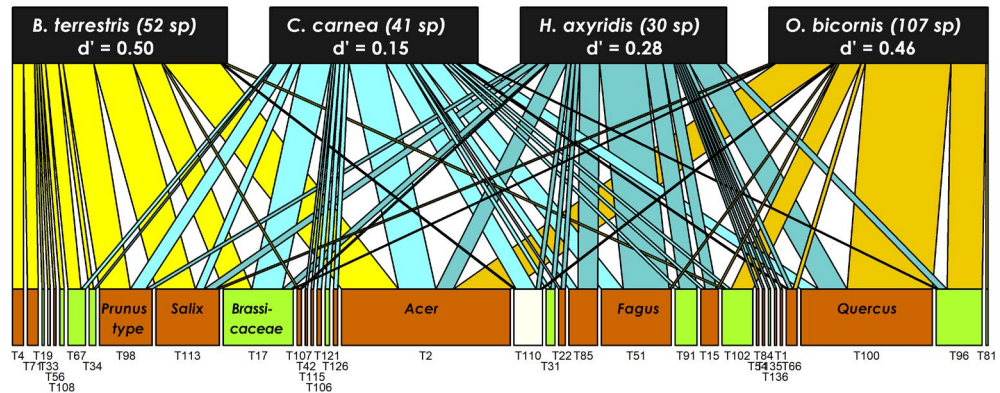 B. terrestris (52 sp)
d' = 0.50
C. carnea (41 sp)
d' = 0.15
H. axyridis (30 sp)
d' = 0.28
O. bicornis (107 sp)
d' = 0.46
Prunus
type
Salix
Brassi-
caceae
Acer
Fagus
Quercus
T4
T71
T19
T33
T56
T108
T67
T34
T98
T113
T17
T107
T42
T115
T106
T121
T126
T2
T110
T31
T22
T85
T51
T91
T15
T102
T84
T136
T1
T66
T100
T96
T81